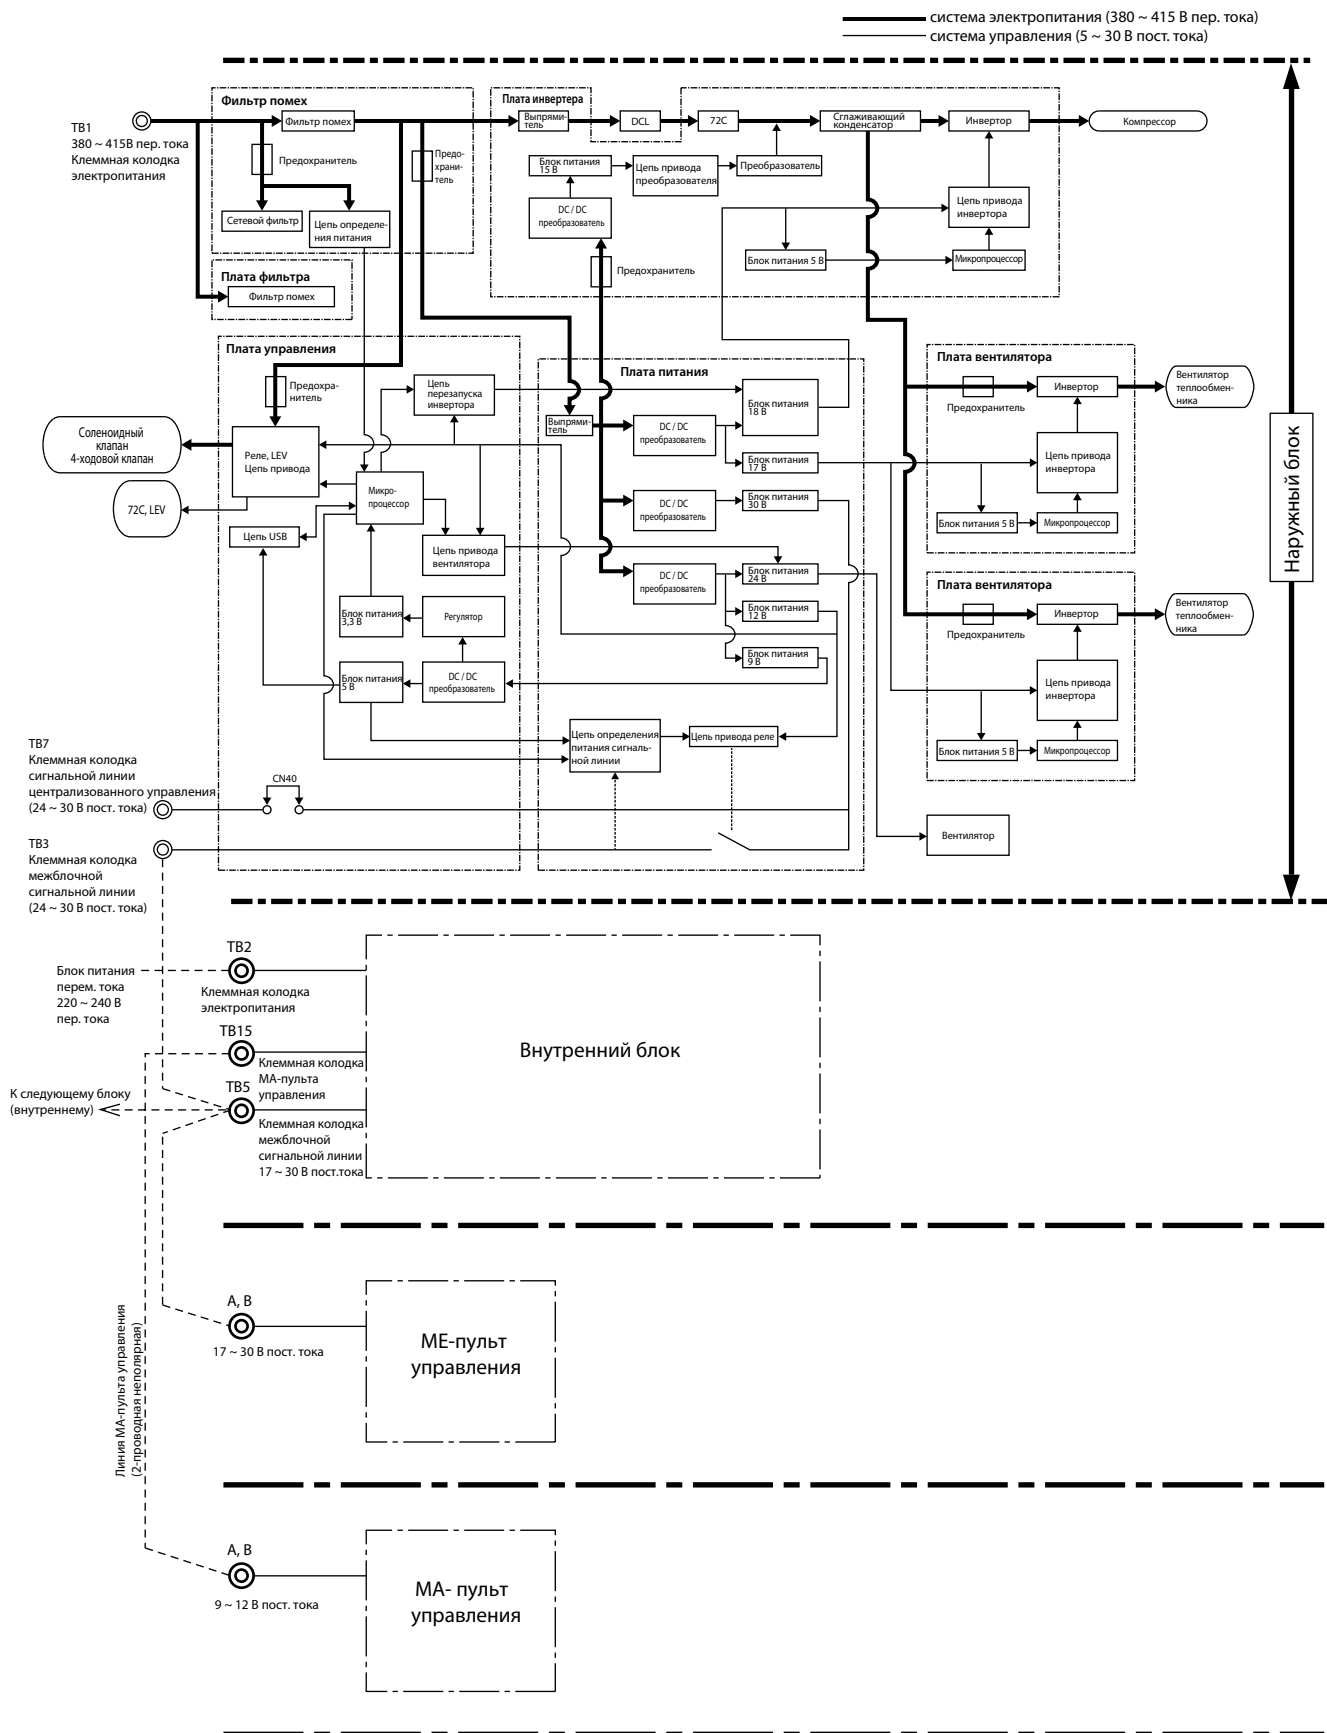 система электропитания (380 ~ 415 В пер. тока)
система управления (5 ~ 30 В пост. тока)
Наружный блок
TB1
380 ~ 415В пер. тока
Клеммная колодка
электропитания
Фильтр помех
Фильтр помех
Предохранитель
Предо-
храни-
тель
Сетевой фильтр
Цепь определе-
ния питания
Плата фильтра
Фильтр помех
Плата инвертера
Выпрями-
тель
DCL
72C
Сглаживающий
конденсатор
Инвертор
Компрессор
Блок питания
15 В
Цепь привода
преобразователя
Преобразователь
DC / DC
преобразователь
Предохранитель
Цепь привода
инвертора
Блок питания 5 В
Микропроцессор
Плата управления
Предохра-
нитель
Цепь
перезапуска
инвертора
Соленоидный
клапан
4-ходовой клапан
Реле, LEV
Цепь привода
72C, LEV
Микро-
процессор
Цепь USB
Цепь привода
вентилятора
Блок питания
3,3 В
Регулятор
Блок питания
5 В
DC / DC
преобразователь
Плата питания
Выпрями-
тель
DC / DC
преобразователь
Блок питания
18 В
Блок питания
17 В
DC / DC
преобразователь
Блок питания
30 В
DC / DC
преобразователь
Блок питания
24 В
Блок питания
12 В
Блок питания
9 В
Цепь определения
питания сигналь-
ной линии
Цепь привода реле
Плата вентилятора
Предохранитель
Инвертор
Вентилятор
теплообмен-
ника
Цепь привода
инвертора
Блок питания 5 В
Микропроцессор
Плата вентилятора
Предохранитель
Инвертор
Вентилятор
теплообмен-
ника
Цепь привода
инвертора
Блок питания 5 В
Микропроцессор
Вентилятор
TB7
Клеммная колодка
сигнальной линии
централизованного управления
(24 ~ 30 В пост. тока)
CN40
TB3
Клеммная колодка
межблочной
сигнальной линии
(24 ~ 30 В пост. тока)
TB2
Блок питания
перем. тока
220 ~ 240 В
пер. тока
Клеммная колодка
электропитания
TB15
Клеммная колодка
МА-пульта
управления
TB5
К следующему блоку
(внутреннему)
Клеммная колодка
межблочной
сигнальной линии
17 ~ 30 В пост.тока
Внутренний блок
Линия МА-пульта управления
(2-проводная неполярная)
A, B
17 ~ 30 В пост. тока
МЕ-пульт
управления
A, B
9 ~ 12 В пост. тока
МА- пульт
управления